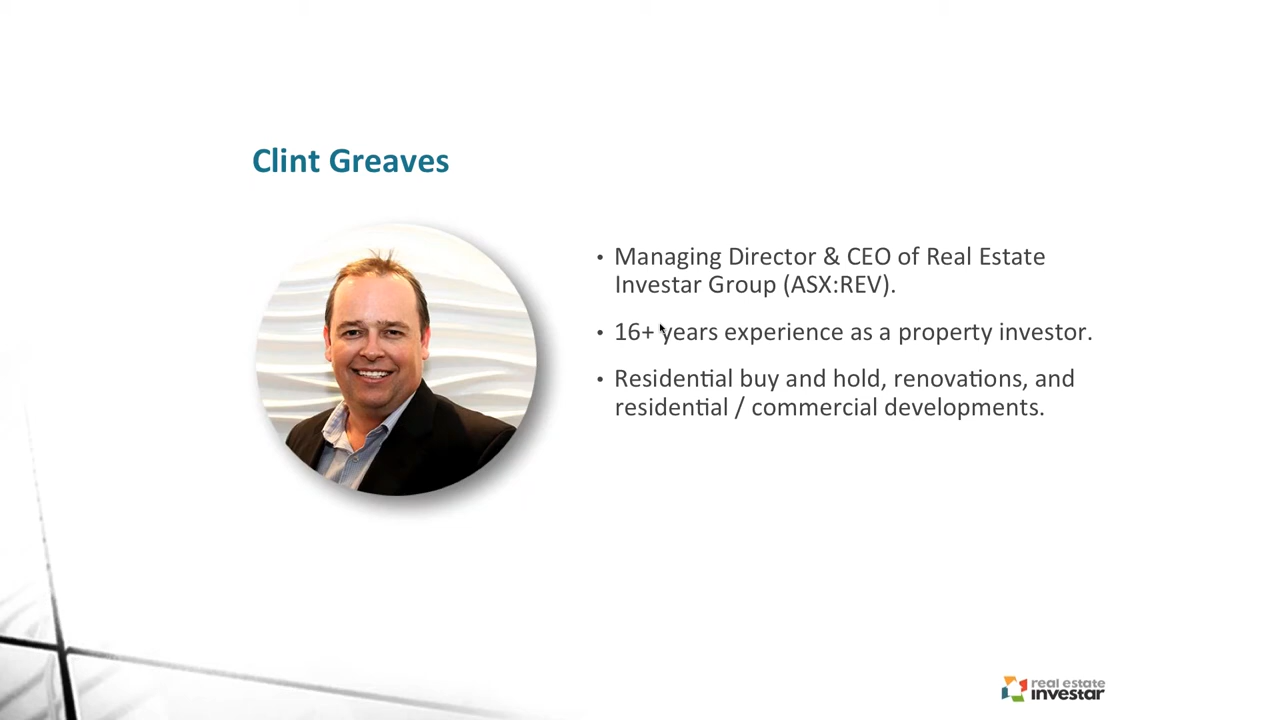 Clint Greaves
• Managing Director & CEO of Real Estate
Investar Group (ASX:REV).
• 16+ years experience as a property investor.
• Residential buy and hold, renovations, and
residential / commercial developments.
real estate
investar